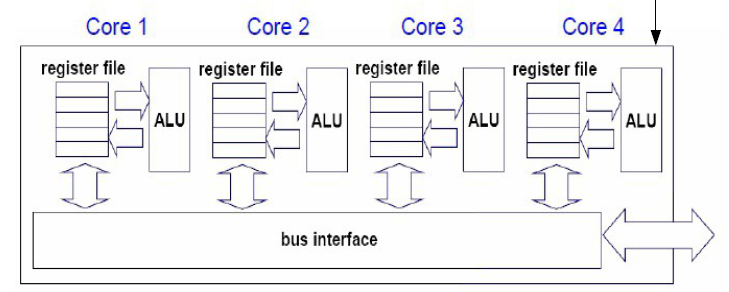 Core 1 Core 2 Core 3 Core 4
register file register file register file register file
ALU ALU ALU ALU
bus interface